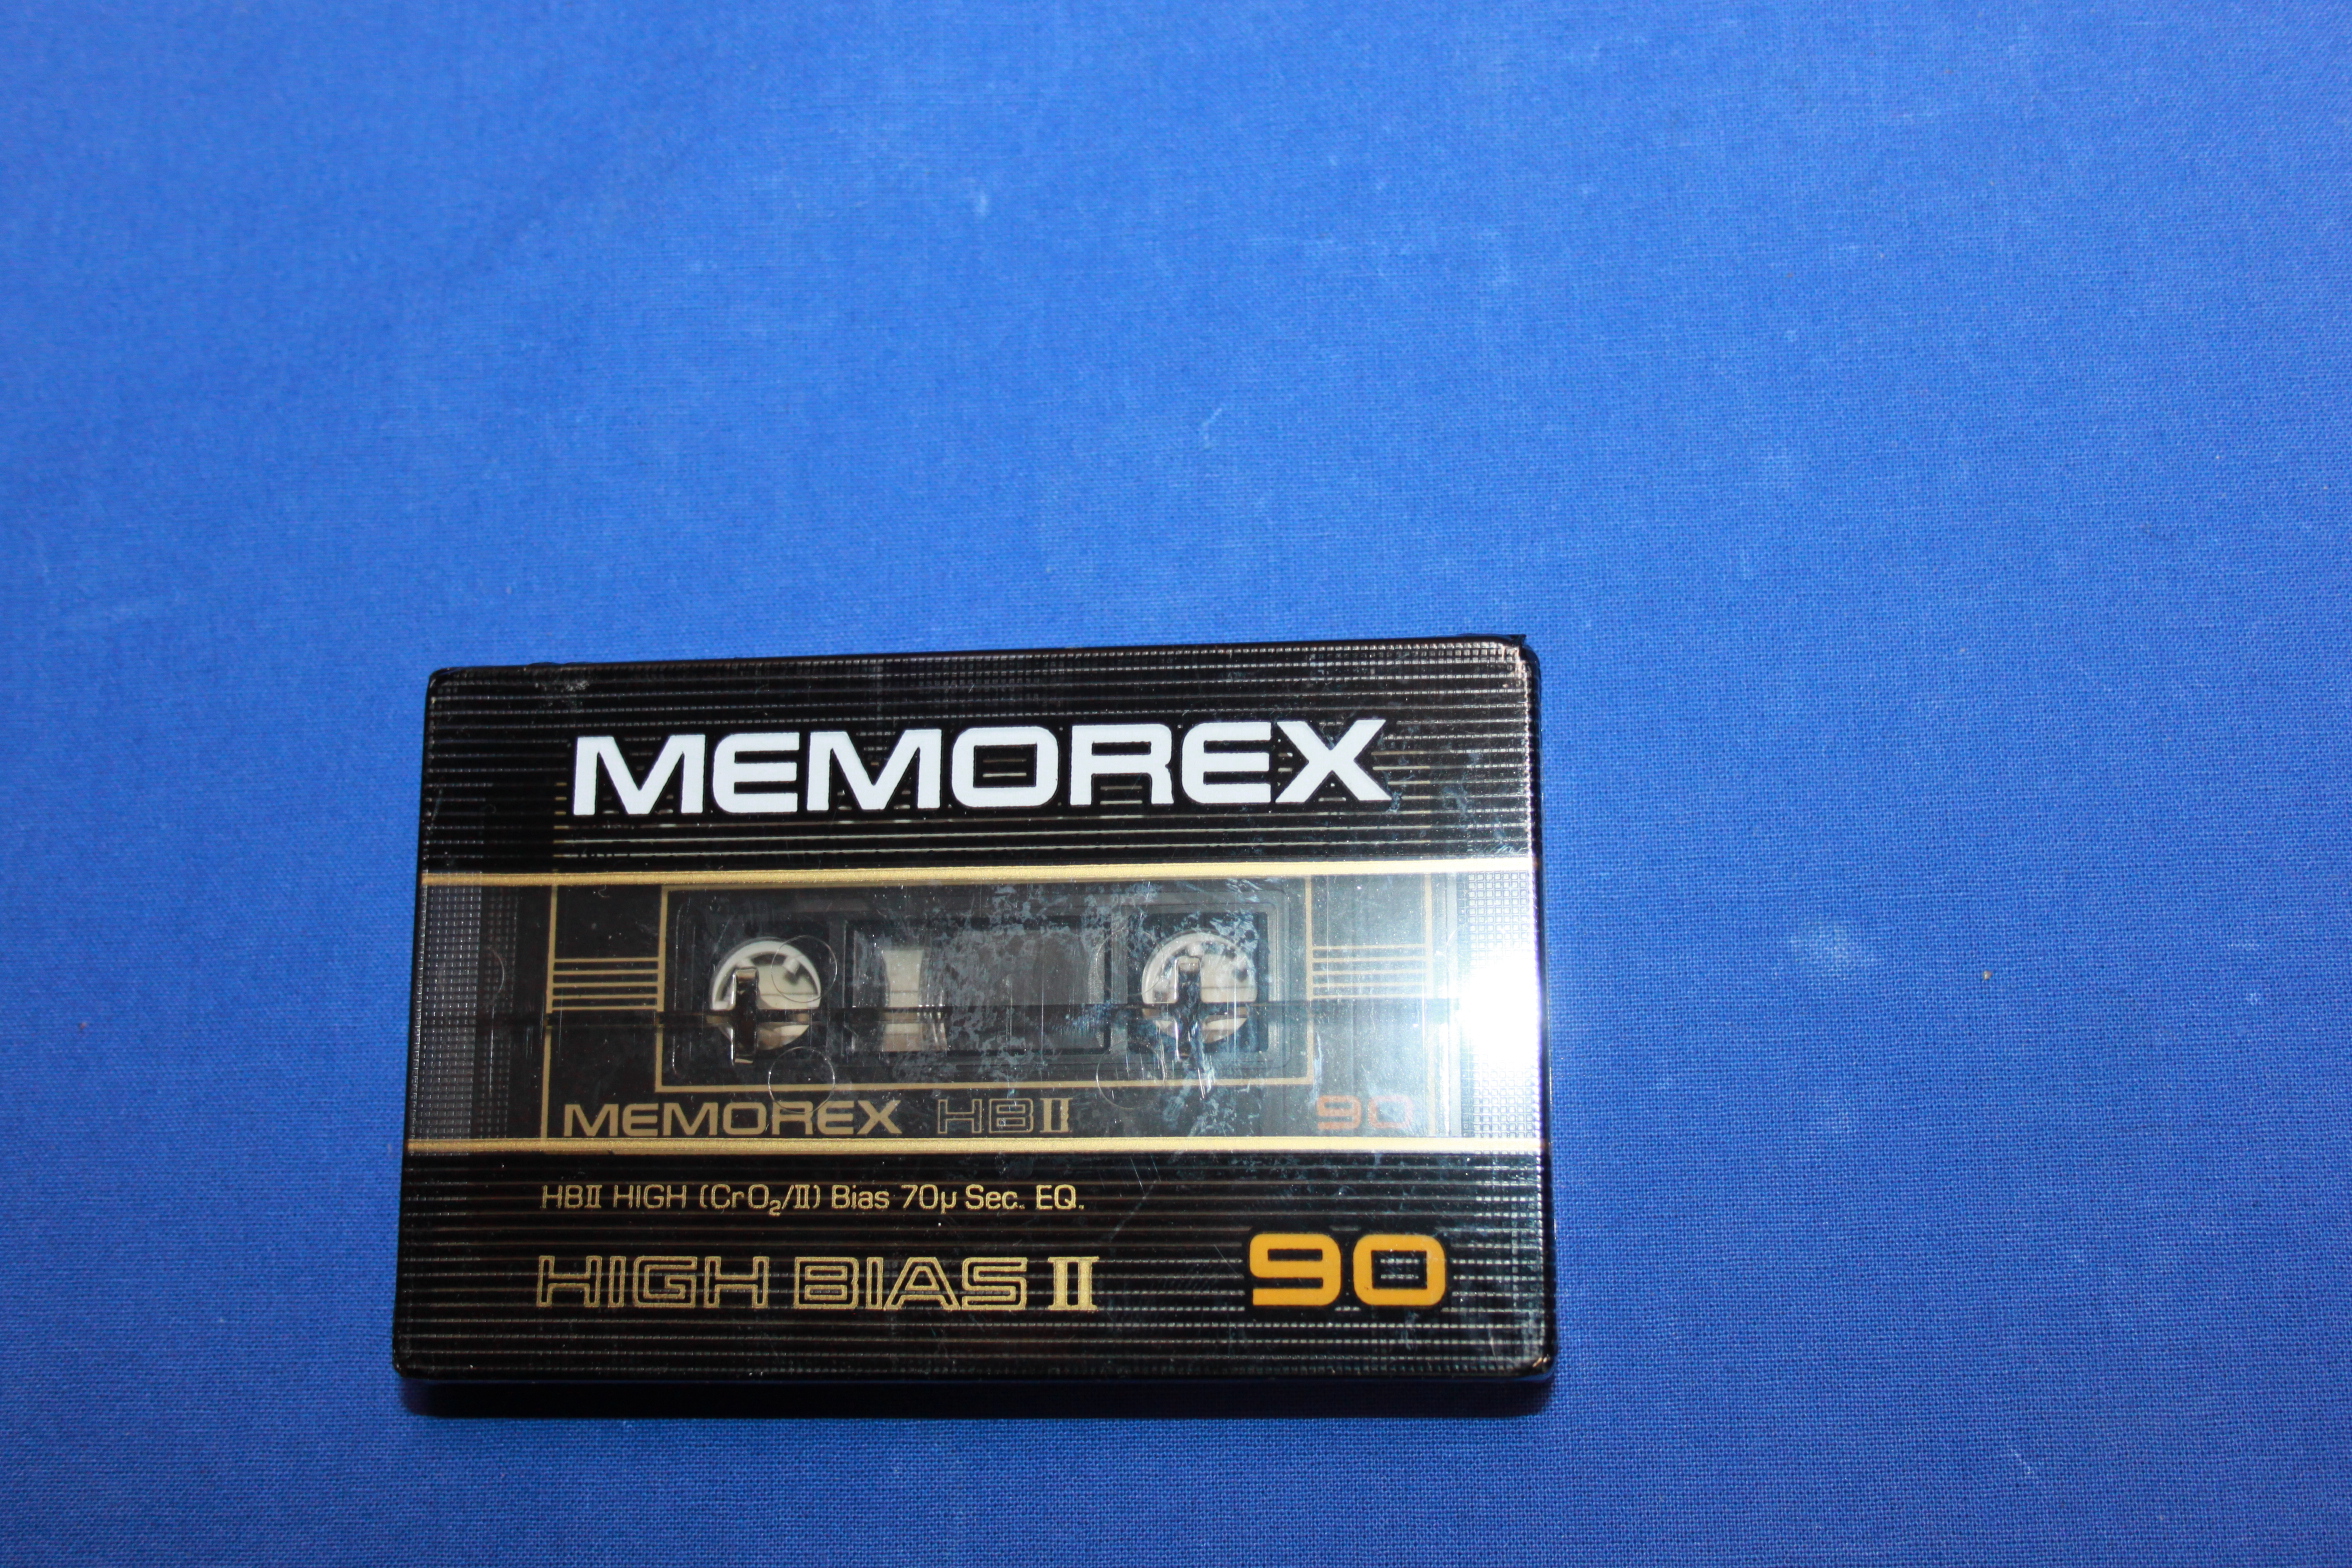 MEMOREX
MEMOREX HBII 90
HBII HIGH (CrO₂/II) Bias 70µ Sec. EQ.
HIGH BIAS II 90